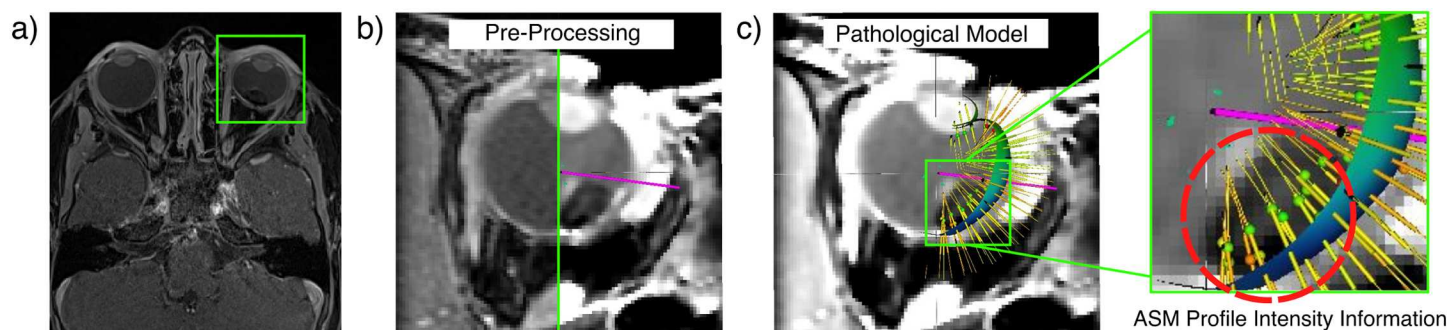 a)
b)
Pre-Processing
c)
Pathological Model
ASM Profile Intensity Information